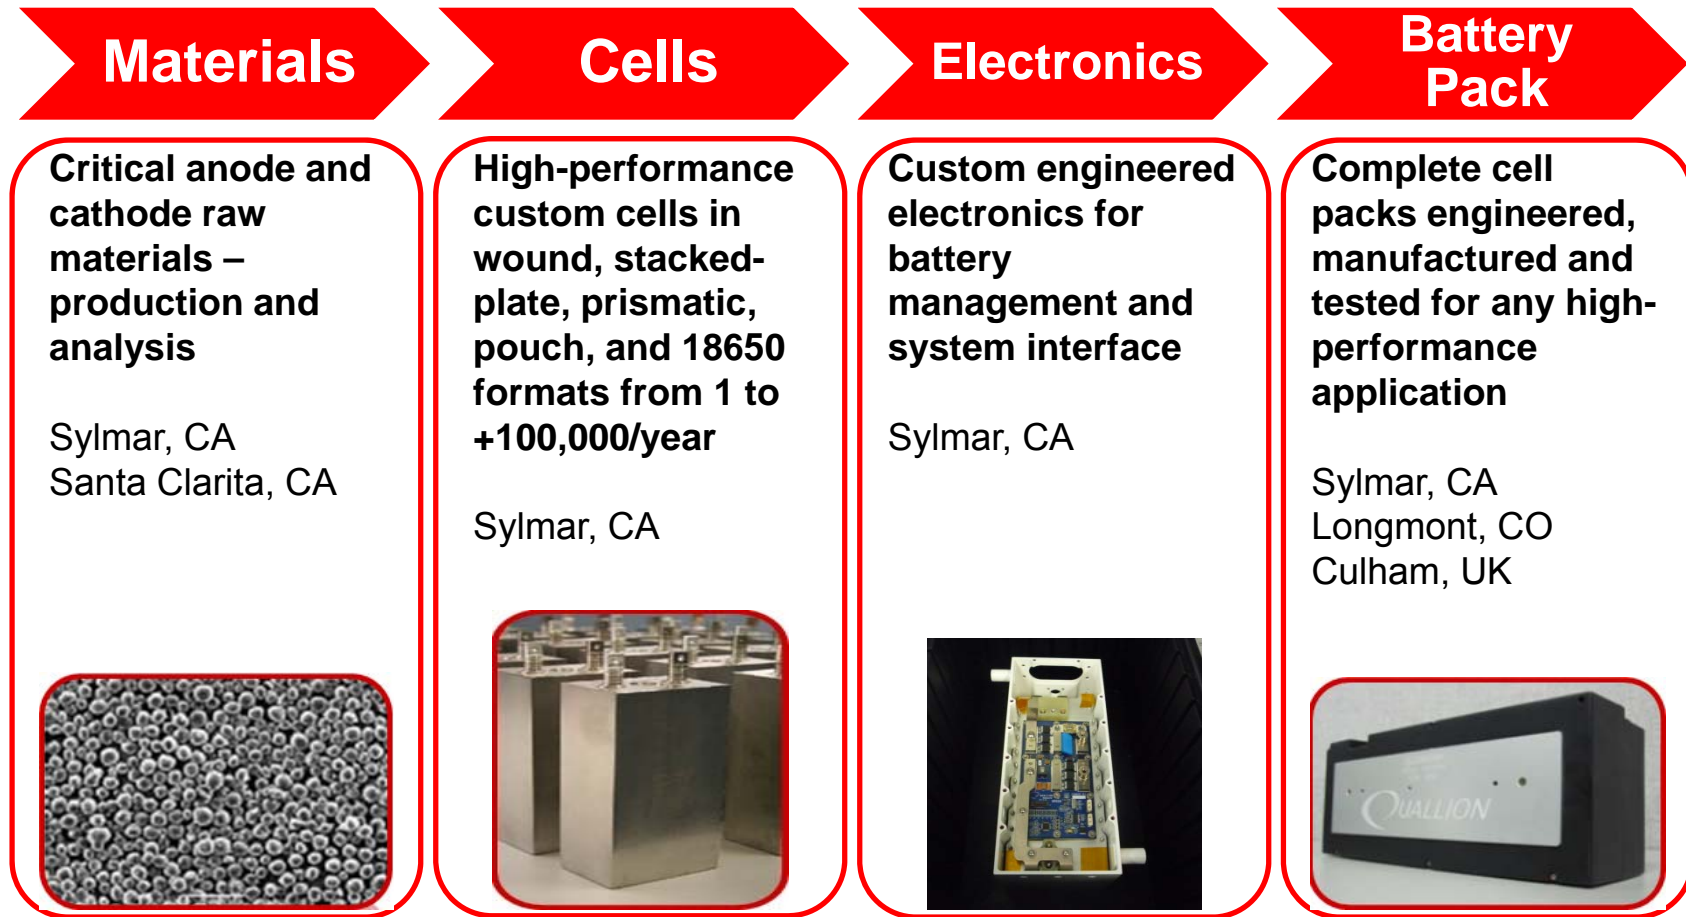 Materials
Cells
Electronics
Battery
Pack
Critical anode and
cathode raw
materials –
production and
analysis
Sylmar, CA
Santa Clarita, CA
High-performance
custom cells in
wound, stacked-
plate, prismatic,
pouch, and 18650
formats from 1 to
+100,000/year
Sylmar, CA
Custom engineered
electronics for
battery
management and
system interface
Sylmar, CA
Complete cell
packs engineered,
manufactured and
tested for any high-
performance
application
Sylmar, CA
Longmont, CO
Culham, UK
QUALLION